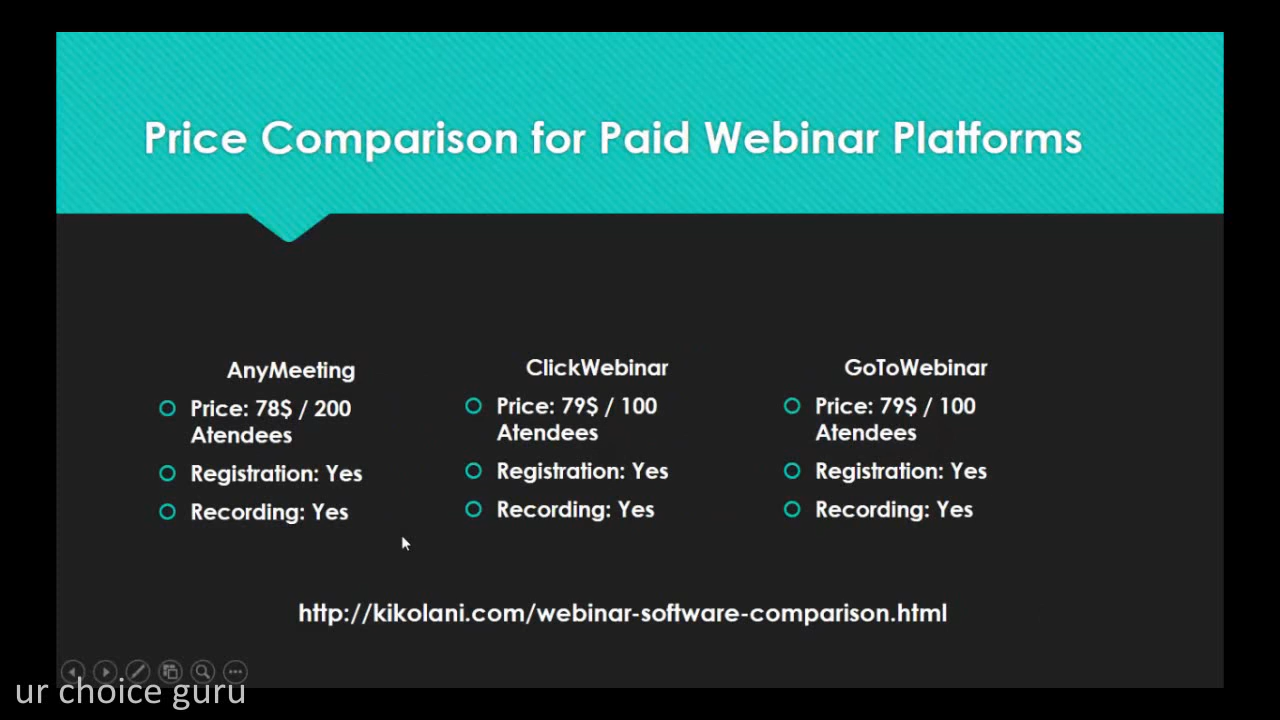 Price Comparison for Paid Webinar Platforms
AnyMeeting
Price: 78$ / 200
Atendees
Registration: Yes
Recording: Yes
ClickWebinar
Price: 79$ / 100
Atendees
Registration: Yes
Recording: Yes
GoToWebinar
Price: 79$ / 100
Atendees
Registration: Yes
Recording: Yes
http://kikolani.com/webinar-software-comparison.html
ur choice guru